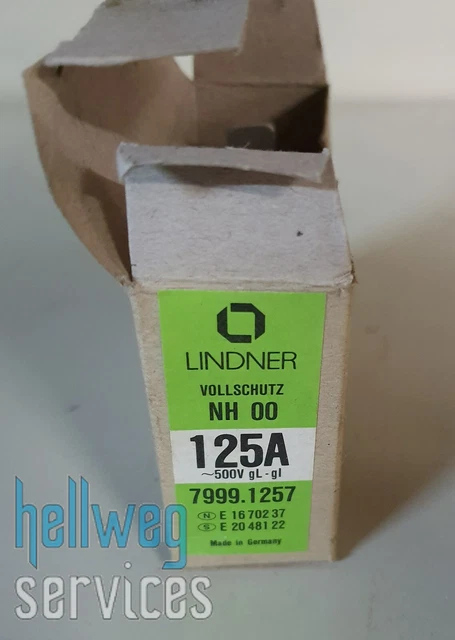 LINDNER
VOLLSCHUTZ
NH 00
125A
~500V gL-gl
7999.1257
N E 16 702 37
S E 20 481 22
Made in Germany
hellweg
services